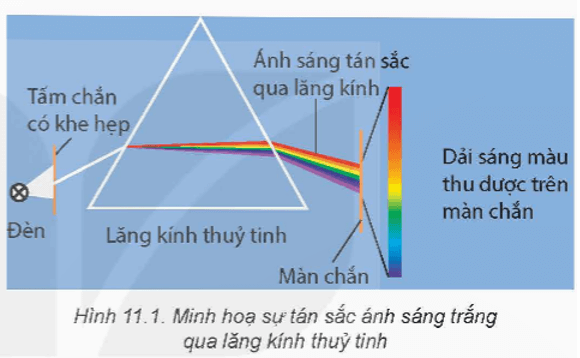 Tấm chắn
có khe hẹp
Ánh sáng tán sắc
qua lăng kính
Đèn
Lăng kính thuỷ tinh
Màn chắn
Dải sáng màu
thu dược trên
màn chắn
Hình 11.1. Minh hoạ sự tán sắc ánh sáng trắng
qua lăng kính thuỷ tinh